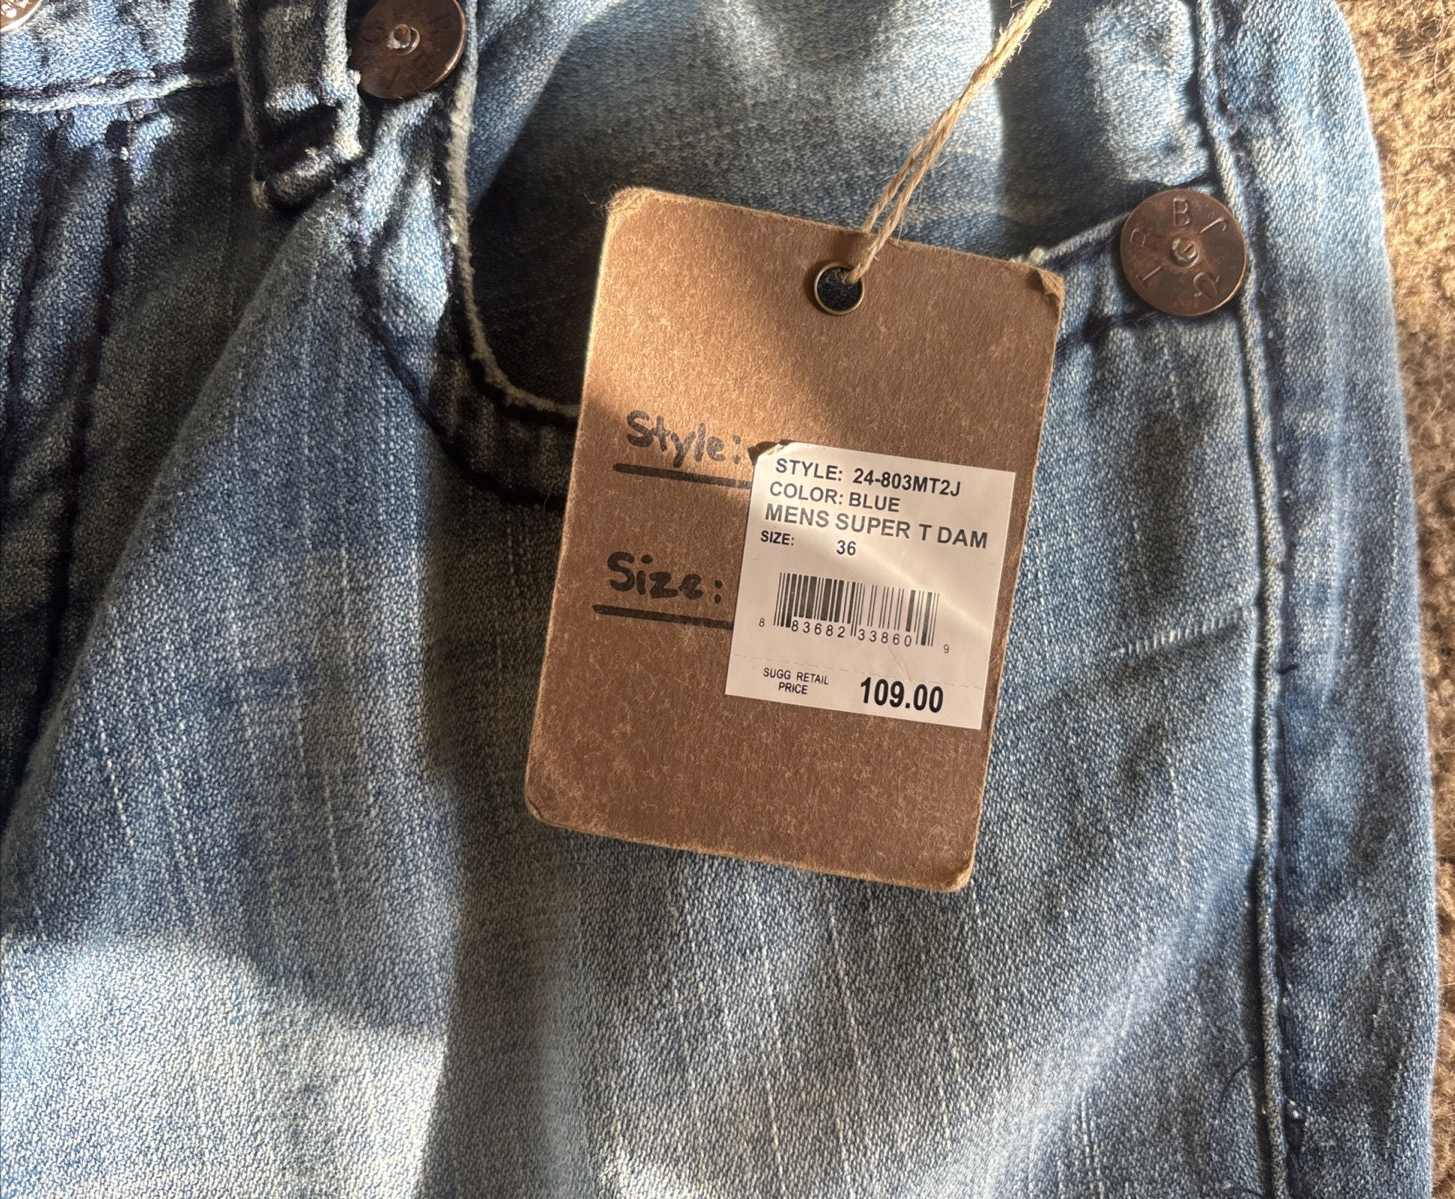 Style:
STYLE: 24-803MT2J
COLOR: BLUE
MENS SUPER T DAM
SIZE: 36
Size:
8 83682 33860 9
SUGG RETAIL
PRICE
109.00